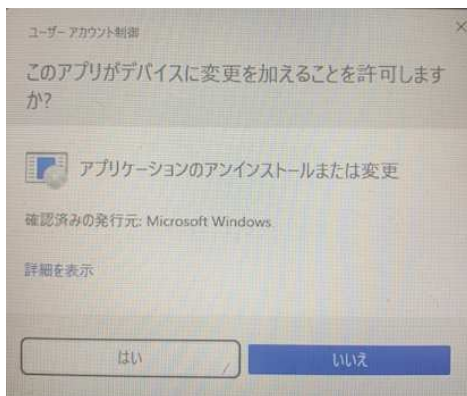 ユーザー アカウント制御
このアプリがデバイスに変更を加えることを許可します
か?
アプリケーションのアンインストールまたは変更
確認済みの発行元: Microsoft Windows
詳細を表示
はい
いいえ